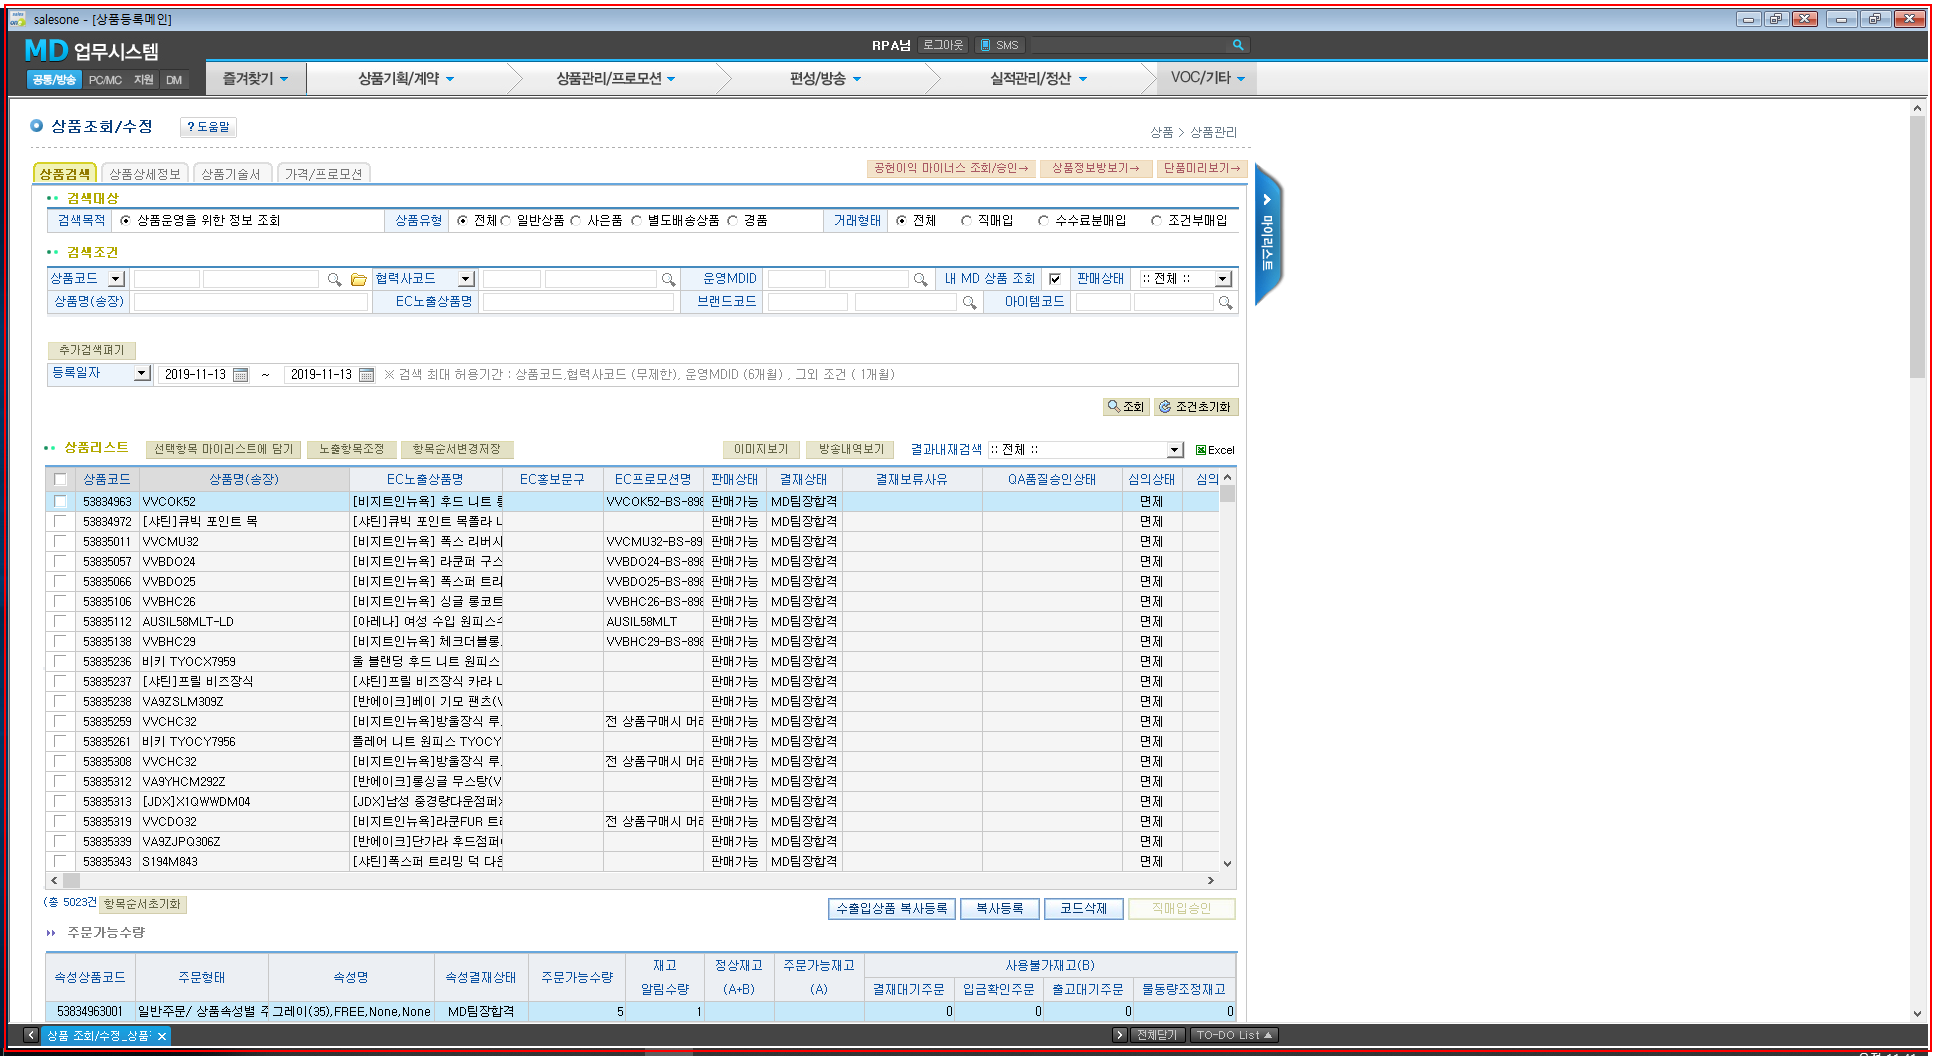 salesone - [상품등록메인]
MD 업무시스템
RPA님 로그아웃 SMS
공통/방송 PC/MC 지원 DM
즐겨찾기 상품기획/계약 상품관리/프로모션 편성/방송 실적관리/정산 VOC/기타
상품조회/수정 ? 도움말
상품 > 상품관리
상품검색 상품상세정보 상품기술서 가격/프로모션
공헌이익 마이너스 조회/승인→ 상품정보방보기→ 단품미리보기→
마이리스트
검색대상
검색목적 상품운영을 위한 정보 조회 상품유형 전체 일반상품 사은품 별도배송상품 경품 거래형태 전체 직매입 수수료분매입 조건부매입
검색조건
상품코드 협력사코드 운영MDID 내 MD 상품 조회 판매상태 :: 전체 ::
상품명(송장) EC노출상품명 브랜드코드 아이템코드
추가검색펴기
등록일자 2019-11-13 ~ 2019-11-13 ※ 검색 최대 허용기간 : 상품코드,협력사코드 (무제한), 운영MDID (6개월) , 그외 조건 ( 1개월)
조회 조건초기화
상품리스트 선택항목 마이리스트에 담기 노출항목조정 항목순서변경저장 이미지보기 방송내역보기 결과내재검색 :: 전체 :: Excel
상품코드 상품명(송장) EC노출상품명 EC홍보문구 EC프로모션명 판매상태 결재상태 결재보류사유 QA품질승인상태 심의상태 심의
53834963 VVCOK52 [비지트인뉴욕] 후드 니트 롱 VVCOK52-BS-898 판매가능 MD팀장합격 면제
53834972 [샤틴]큐빅 포인트 목 [샤틴]큐빅 포인트 목폴라 니 판매가능 MD팀장합격 면제
53835011 VVCMU32 [비지트인뉴욕] 폭스 리버시 VVCMU32-BS-89 판매가능 MD팀장합격 면제
53835057 VVBDO24 [비지트인뉴욕] 라쿤퍼 구스 VVBDO24-BS-898 판매가능 MD팀장합격 면제
53835066 VVBDO25 [비지트인뉴욕] 폭스퍼 트리 VVBDO25-BS-898 판매가능 MD팀장합격 면제
53835106 VVBHC26 [비지트인뉴욕] 싱글 롱코트 VVBHC26-BS-898 판매가능 MD팀장합격 면제
53835112 AUSIL58MLT-LD [아레나] 여성 수입 원피스수 AUSIL58MLT 판매가능 MD팀장합격 면제
53835138 VVBHC29 [비지트인뉴욕] 체크더블롱 VVBHC29-BS-898 판매가능 MD팀장합격 면제
53835236 비키 TYOCX7959 울 블랜딩 후드 니트 원피스 판매가능 MD팀장합격 면제
53835237 [샤틴]프릴 비즈장식 [샤틴]프릴 비즈장식 카라 니 판매가능 MD팀장합격 면제
53835238 VA9ZSLM309Z [반에이크]베이 기모 팬츠(V 판매가능 MD팀장합격 면제
53835259 VVCHC32 [비지트인뉴욕]방울장식 루 전 상품구매시 머리 판매가능 MD팀장합격 면제
53835261 비키 TYOCY7956 플레어 니트 원피스 TYOCY 판매가능 MD팀장합격 면제
53835308 VVCHC32 [비지트인뉴욕]방울장식 루 전 상품구매시 머리 판매가능 MD팀장합격 면제
53835312 VA9YHCM292Z [반에이크]롱싱글 무스탕(V 판매가능 MD팀장합격 면제
53835313 [JDX]X1QWWDM04 [JDX]남성 중경량다운점퍼X 판매가능 MD팀장합격 면제
53835319 VVCDO32 [비지트인뉴욕]라쿤FUR 트리 전 상품구매시 머리 판매가능 MD팀장합격 면제
53835339 VA9ZJPQ306Z [반에이크]단가라 후드점퍼( 판매가능 MD팀장합격 면제
53835343 S194M843 [샤틴]폭스퍼 트리밍 덕 다운 판매가능 MD팀장합격 면제
(총 5023건 항목순서초기화 수출입상품 복사등록 복사등록 코드삭제 직매입승인
주문가능수량
속성상품코드 주문형태 속성명 속성결재상태 주문가능수량 재고 알림수량 정상재고 (A+B) 주문가능재고 (A) 사용불가재고(B)
결재대기주문 입금확인주문 출고대기주문 물동량조정재고
53834963001 일반주문/ 상품속성별 주 그레이(35),FREE,None,None MD팀장합격 5 1 0 0 0 0
상품 조회/수정_상품 전체닫기 TO-DO List